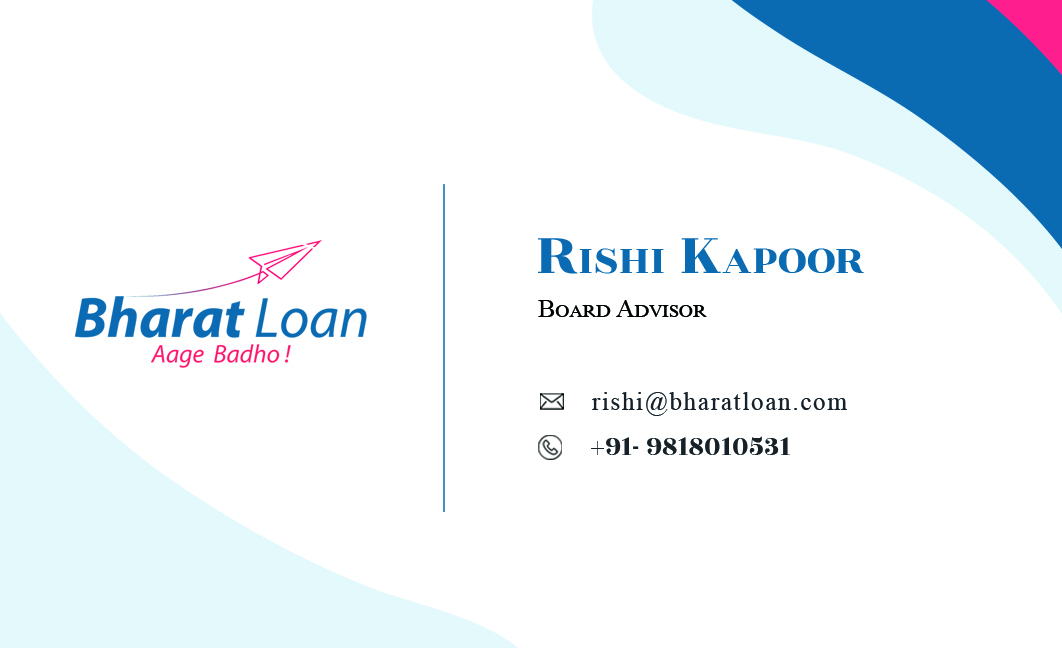 Bharat Loan
Aage Badho!
Rishi Kapoor
Board Advisor
rishi@bharatloan.com
+91- 9818010531